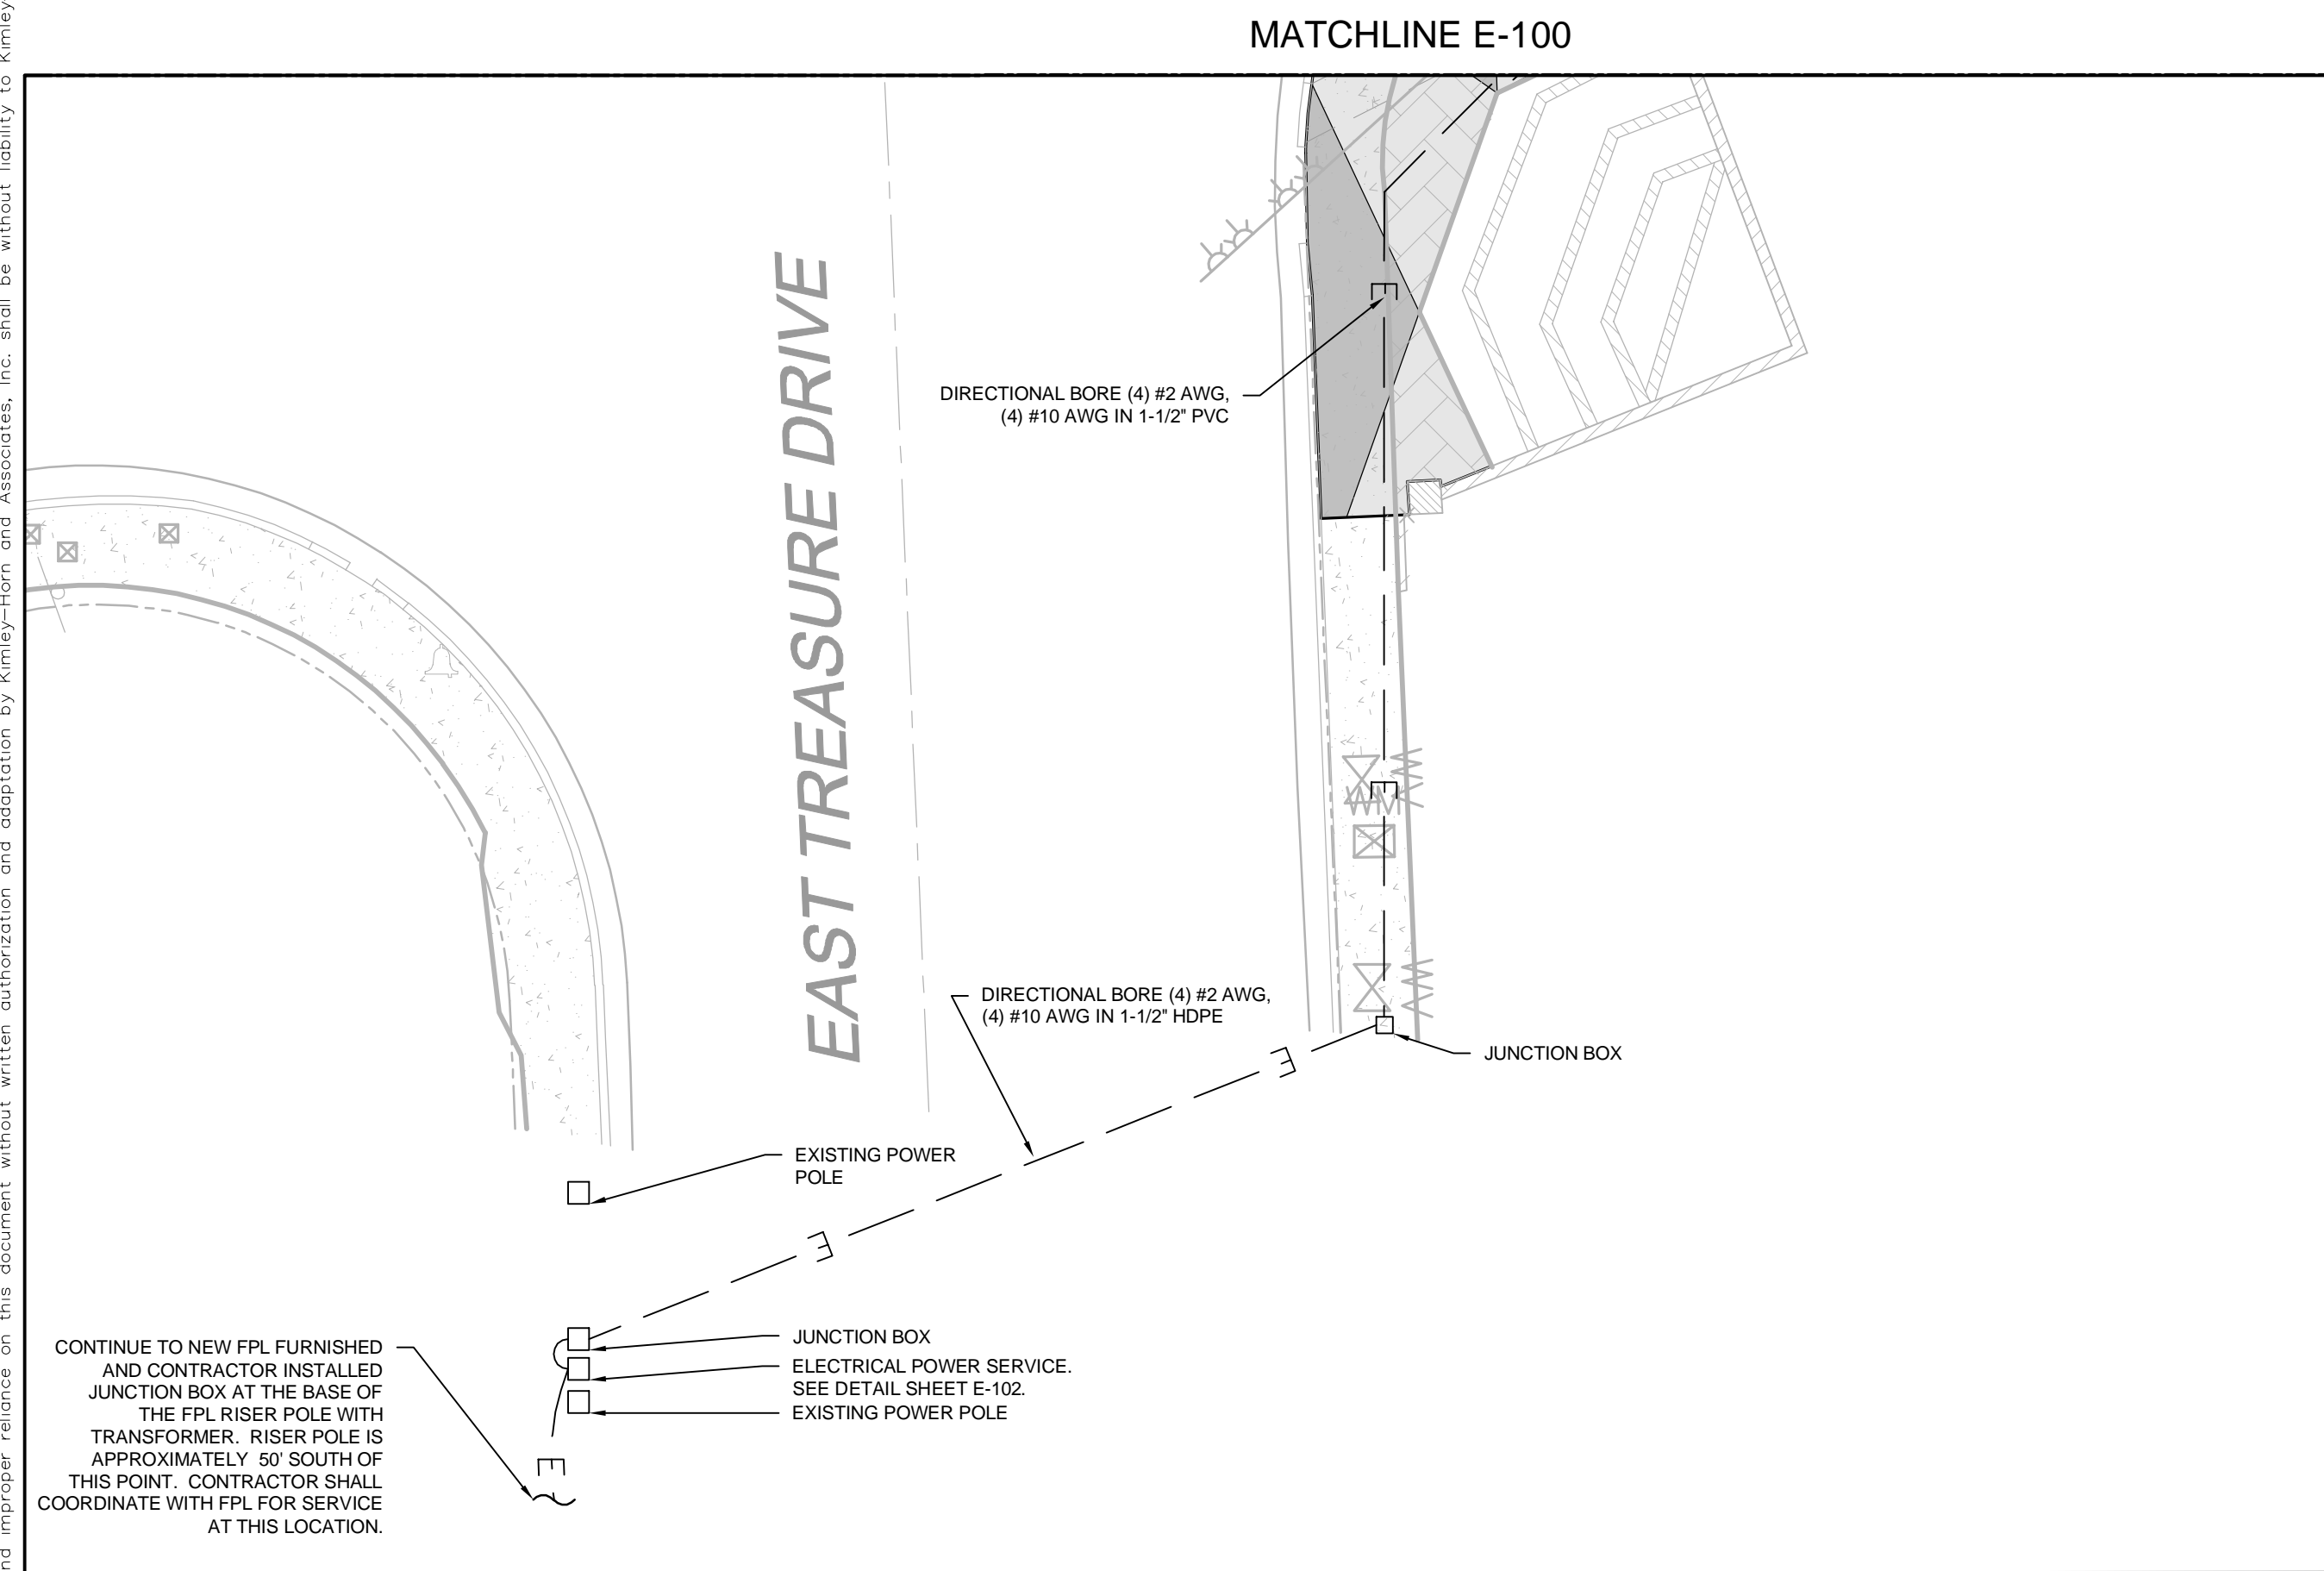 MATCHLINE E-100
nd improper reliance on this document without written authorization and adaptation by Kimley-Horn and Associates, Inc. shall be without liability to Kimley-
EAST TREASURE DRIVE
DIRECTIONAL BORE (4) #2 AWG,
(4) #10 AWG IN 1-1/2" PVC
E
E
DIRECTIONAL BORE (4) #2 AWG,
(4) #10 AWG IN 1-1/2" HDPE
JUNCTION BOX
E
E
EXISTING POWER
POLE
JUNCTION BOX
ELECTRICAL POWER SERVICE.
SEE DETAIL SHEET E-102.
EXISTING POWER POLE
CONTINUE TO NEW FPL FURNISHED
AND CONTRACTOR INSTALLED
JUNCTION BOX AT THE BASE OF
THE FPL RISER POLE WITH
TRANSFORMER. RISER POLE IS
APPROXIMATELY 50' SOUTH OF
THIS POINT. CONTRACTOR SHALL
COORDINATE WITH FPL FOR SERVICE
AT THIS LOCATION.
E